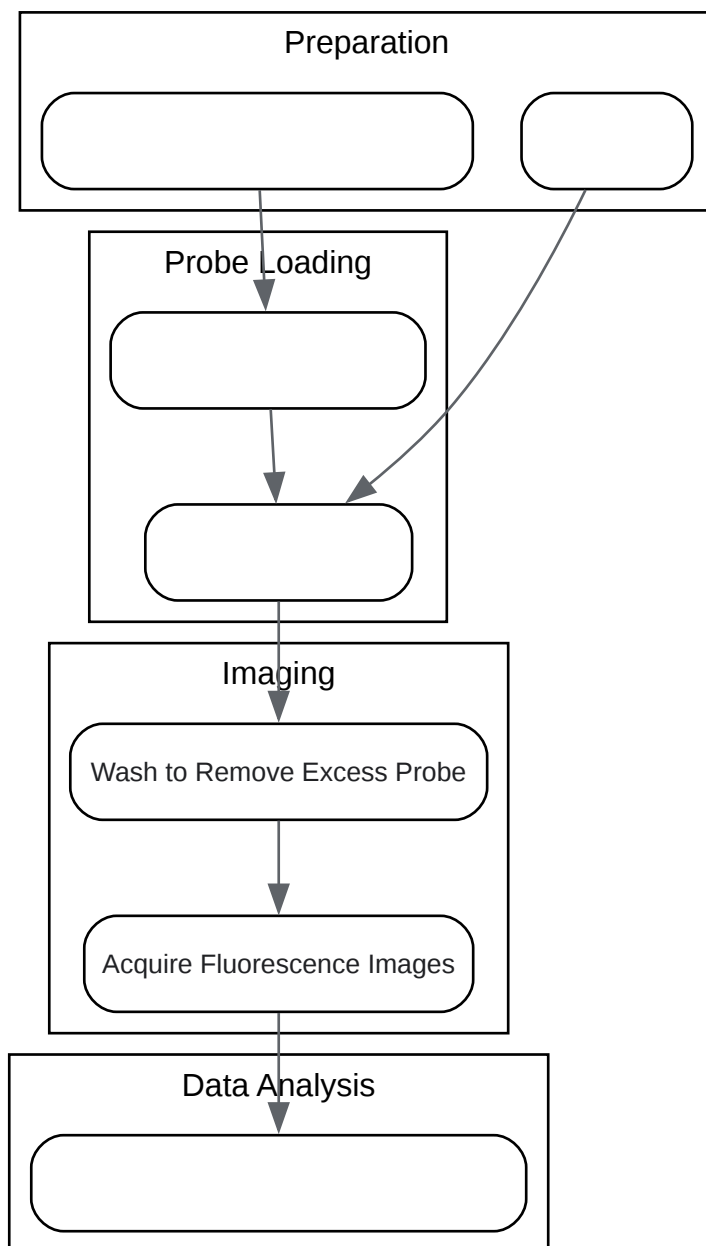 Preparation
Probe Loading
Imaging
Wash to Remove Excess Probe
Acquire Fluorescence Images
Data Analysis